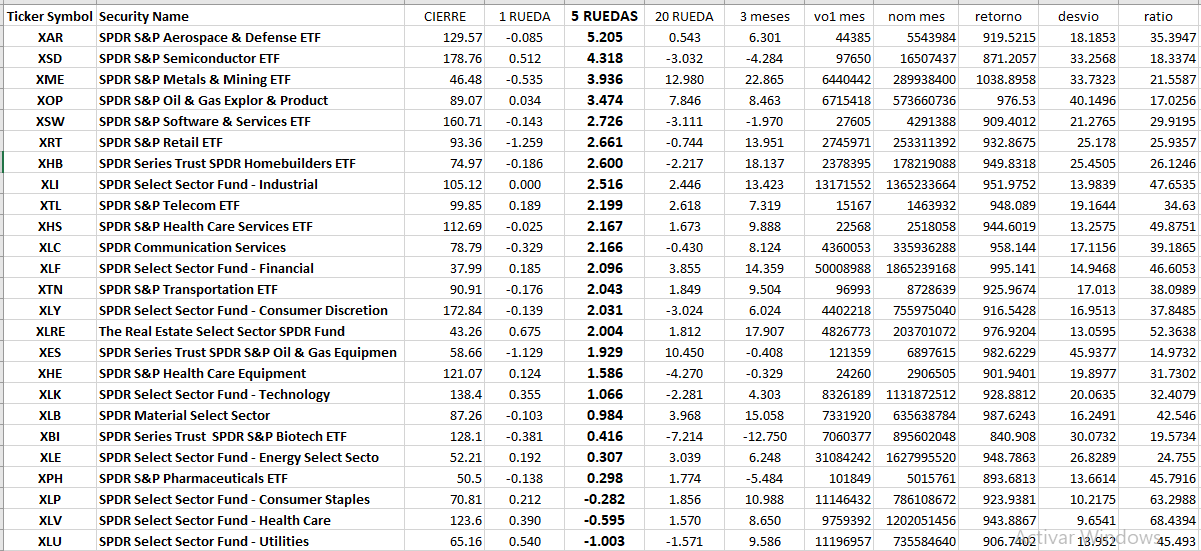 Ticker Symbol Security Name CIERRE 1 RUEDA 5 RUEDAS 20 RUEDA 3 meses vo1 mes nom mes retorno desvio ratio
XAR SPDR S&P Aerospace & Defense ETF 129.57 -0.085 5.205 0.543 6.301 44385 5543984 919.5215 18.1853 35.3947
XSD SPDR S&P Semiconductor ETF 178.76 0.512 4.318 -3.032 -4.284 97650 16507437 871.2057 33.2568 18.3374
XME SPDR S&P Metals & Mining ETF 46.48 -0.535 3.936 12.980 22.865 6440442 289938400 1038.8958 33.7323 21.5587
XOP SPDR S&P Oil & Gas Explor & Product 89.07 0.034 3.474 7.846 8.463 6715418 573660736 976.53 40.1496 17.0256
XSW SPDR S&P Software & Services ETF 160.71 -0.143 2.726 -3.111 -1.970 27605 4291388 909.4012 21.2765 29.9195
XRT SPDR S&P Retail ETF 93.36 -1.259 2.661 -0.744 13.951 2745971 253311392 932.8675 25.178 25.9357
XHB SPDR Series Trust SPDR Homebuilders ETF 74.97 -0.186 2.600 -2.217 18.137 2378395 178219088 949.8318 25.4505 26.1246
XLI SPDR Select Sector Fund - Industrial 105.12 0.000 2.516 2.446 13.423 13171552 1365233664 951.9752 13.9839 47.6535
XTL SPDR S&P Telecom ETF 99.85 0.189 2.199 2.618 7.319 15167 1463932 948.089 19.1644 34.63
XHS SPDR S&P Health Care Services ETF 112.69 -0.025 2.167 1.673 9.888 22568 2518058 944.6019 13.2575 49.8751
XLC SPDR Communication Services 78.79 -0.329 2.166 -0.430 8.124 4360053 335936288 958.144 17.1156 39.1865
XLF SPDR Select Sector Fund - Financial 37.99 0.185 2.096 3.855 14.359 50008988 1865239168 995.141 14.9468 46.6053
XTN SPDR S&P Transportation ETF 90.91 -0.176 2.043 1.849 9.504 96993 8728639 925.9674 17.013 38.0989
XLY SPDR Select Sector Fund - Consumer Discretion 172.84 -0.139 2.031 -3.024 6.024 4402218 755975040 916.5428 16.9513 37.8485
XLRE The Real Estate Select Sector SPDR Fund 43.26 0.675 2.004 1.812 17.907 4826773 203701072 976.9204 13.0595 52.3638
XES SPDR Series Trust SPDR S&P Oil & Gas Equipmen 58.66 -1.129 1.929 10.450 -0.408 121359 6897615 982.6229 45.9377 14.9732
XHE SPDR S&P Health Care Equipment 121.07 0.124 1.586 -4.270 -0.329 24260 2906505 901.9401 19.8977 31.7302
XLK SPDR Select Sector Fund - Technology 138.4 0.355 1.066 -2.281 4.303 8326189 1131872512 928.8812 20.0635 32.4079
XLB SPDR Material Select Sector 87.26 -0.103 0.984 3.968 15.058 7331920 635638784 987.6243 16.2491 42.546
XBI SPDR Series Trust SPDR S&P Biotech ETF 128.1 -0.381 0.416 -7.214 -12.750 7060377 895602048 840.908 30.0732 19.5734
XLE SPDR Select Sector Fund - Energy Select Secto 52.21 0.192 0.307 3.039 6.248 31084242 1627995520 948.7863 26.8289 24.755
XPH SPDR S&P Pharmaceuticals ETF 50.5 -0.138 0.298 1.774 -5.484 101849 5015761 893.6813 13.6614 45.7916
XLP SPDR Select Sector Fund - Consumer Staples 70.81 0.212 -0.282 1.856 10.988 11146432 786108672 923.9381 10.2175 63.2988
XLV SPDR Select Sector Fund - Health Care 123.6 0.390 -0.595 1.570 8.650 9759392 1202051456 943.8867 9.6541 68.4394
XLU SPDR Select Sector Fund - Utilities 65.16 0.540 -1.003 -1.571 9.586 11196957 735584640 906.7402 13.952 45.493
Activar Windows